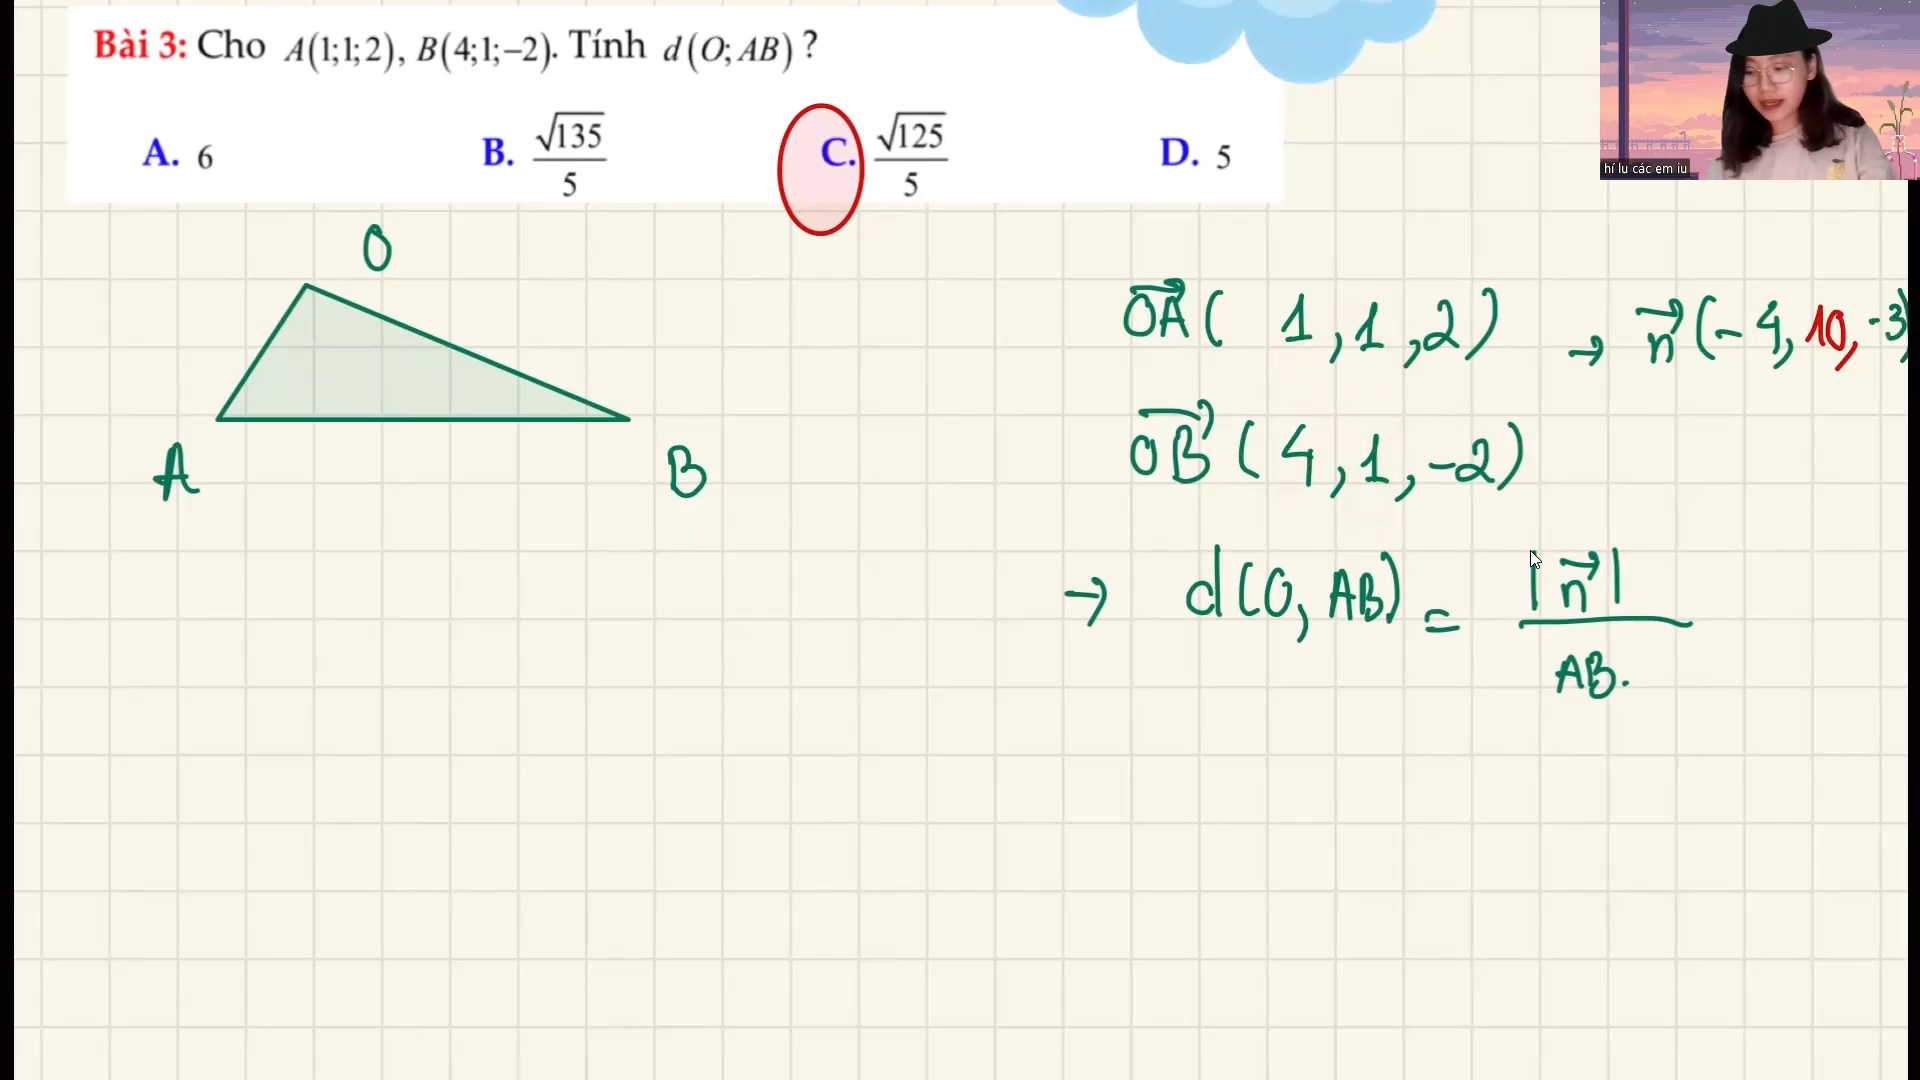 Bài 3: Cho A(1;1;2), B(4;1;−2). Tính d(O; AB)?
A. 6 B. √135/5 C. √125/5 D. 5
hí lu các em iu
O
A B
OA→ ( 1 , 1 , 2 ) → n→ (- 4, 10, -3)
OB→ ( 4 , 1 , -2 )
→ d(O, AB) = |n→| / AB.